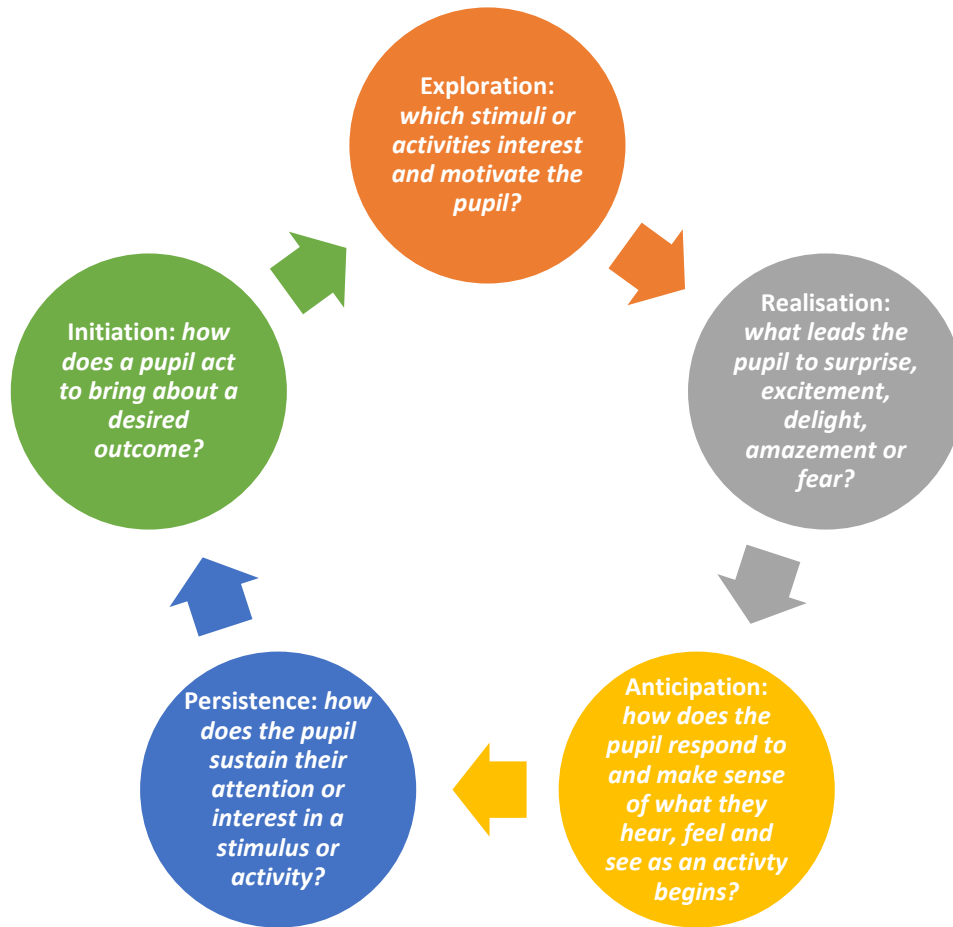 Exploration:
which stimuli or
activities interest
and motivate the
pupil?
Realisation:
what leads the
pupil to surprise,
excitement,
delight,
amazement or
fear?
Anticipation:
how does the
pupil respond to
and make sense
of what they
hear, feel and
see as an activty
begins?
Persistence: how
does the pupil
sustain their
attention or
interest in a
stimulus or
activity?
Initiation: how
does a pupil act
to bring about a
desired
outcome?